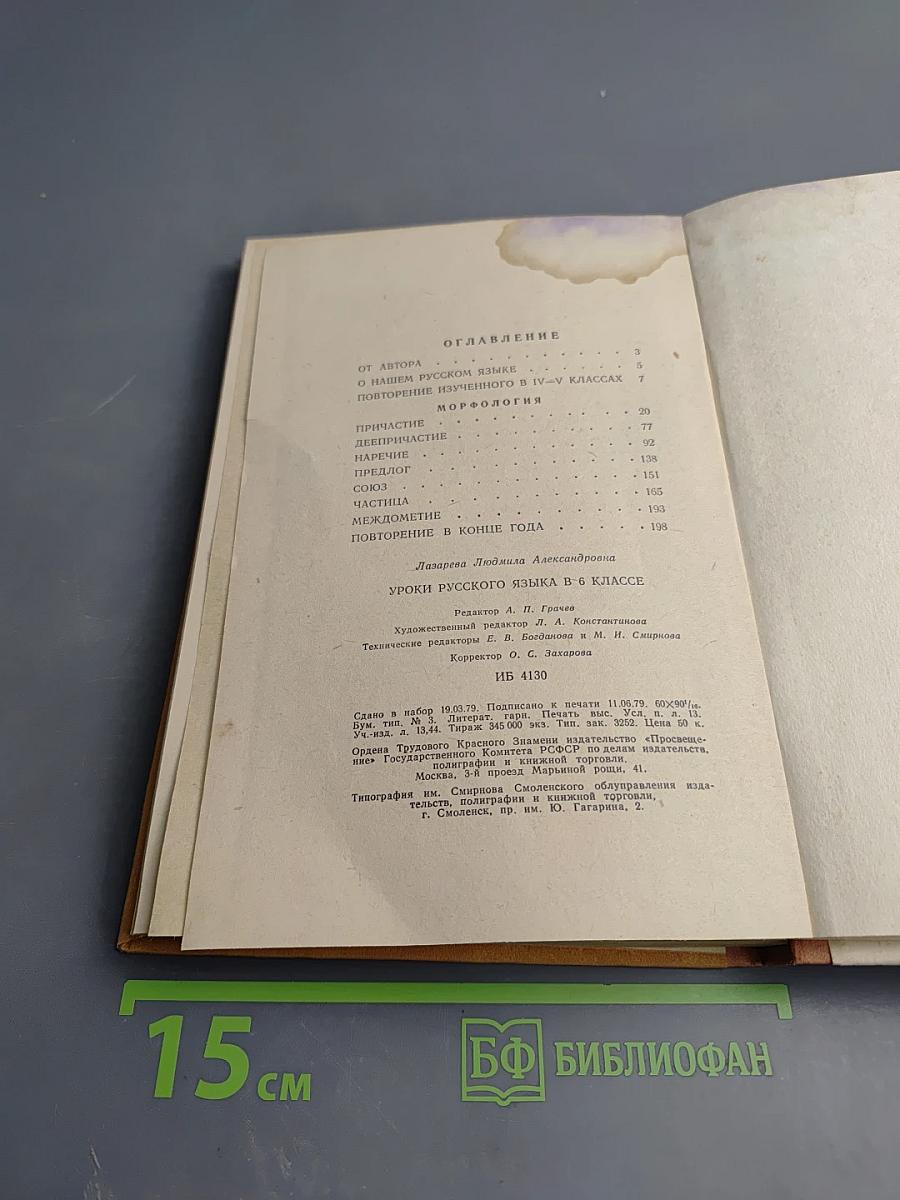 ОГЛАВЛЕНИЕ
ОТ АВТОРА . . . . . . . . . . . 3
О НАШЕМ РУССКОМ ЯЗЫКЕ . . . . . . 5
ПОВТОРЕНИЕ ИЗУЧЕННОГО В IV—V КЛАССАХ 7
МОРФОЛОГИЯ
ПРИЧАСТИЕ . . . . . . . . . . . 20
ДЕЕПРИЧАСТИЕ . . . . . . . . . . 77
НАРЕЧИЕ . . . . . . . . . . . . 92
ПРЕДЛОГ . . . . . . . . . . . . 138
СОЮЗ . . . . . . . . . . . . . 151
ЧАСТИЦА . . . . . . . . . . . . 165
МЕЖДОМЕТИЕ . . . . . . . . . . . 193
ПОВТОРЕНИЕ В КОНЦЕ ГОДА . . . . . 198
Лазарева Людмила Александровна
УРОКИ РУССКОГО ЯЗЫКА В 6 КЛАССЕ
Редактор А. П. Грачев
Художественный редактор Л. А. Константинова
Технические редакторы Е. В. Богданова и М. И. Смирнова
Корректор О. С. Захарова
ИБ 4130
Сдано в набор 19.03.79. Подписано к печати 11.06.79. 60×90¹/₁₆.
Бум. тип. № 3. Литерат. гарн. Печать выс. Усл. п. л. 13.
Уч.-изд. л. 13,44. Тираж 345 000 экз. Тип. зак. 3252. Цена 50 к.
Ордена Трудового Красного Знамени издательство «Просвеще-
ние» Государственного Комитета РСФСР по делам издательств,
полиграфии и книжной торговли.
Москва, 3-й проезд Марьиной рощи, 41.
Типография им. Смирнова Смоленского облуправления изда-
тельств, полиграфии и книжной торговли,
г. Смоленск, пр. им. Ю. Гагарина, 2.
15 см
БФ БИБЛИОФАН